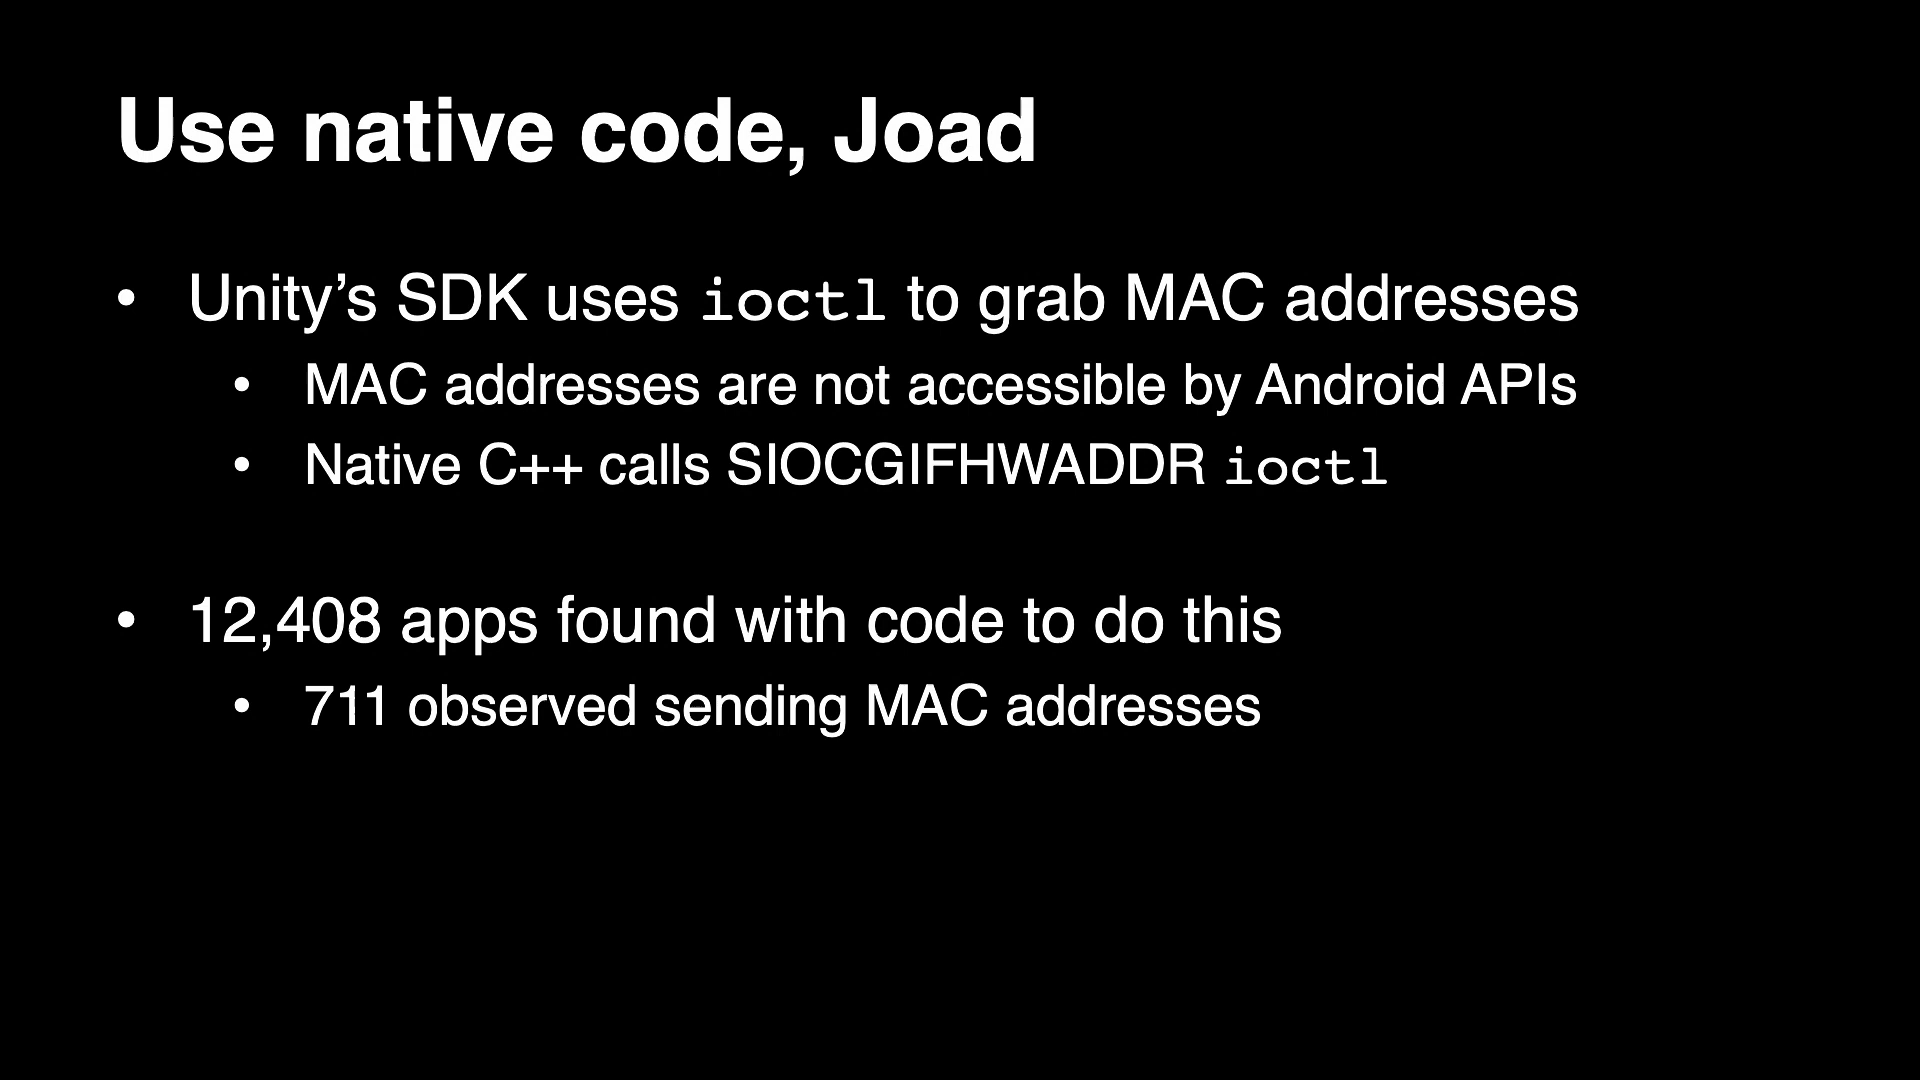 Use native code, Joad
• Unity’s SDK uses ioctl to grab MAC addresses
• MAC addresses are not accessible by Android APIs
• Native C++ calls SIOCGIFHWADDR ioctl
• 12,408 apps found with code to do this
• 711 observed sending MAC addresses